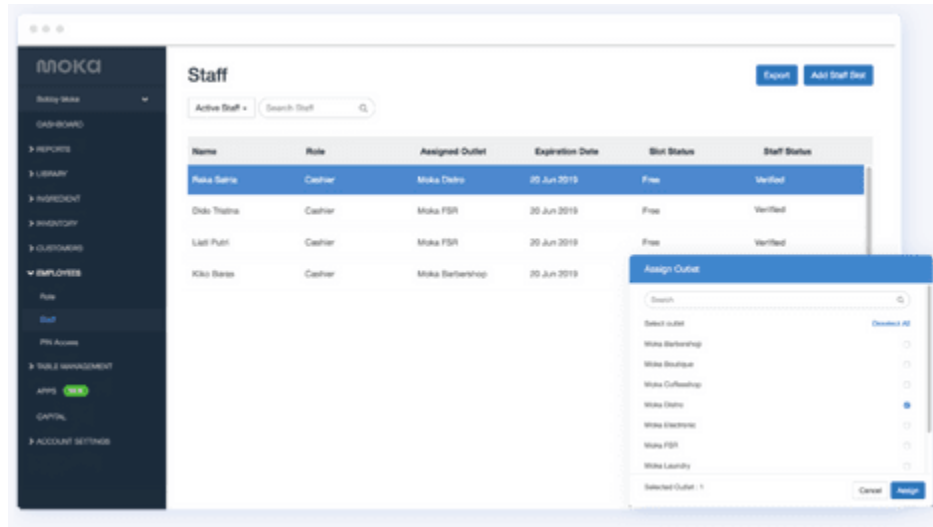 MOKA
Staff
Export
Add Staff Slot
Bobby Moka
Active Staff
Search Staff
DASHBOARD
REPORTS
Name Role Assigned Outlet Expiration Date Slot Status Staff Status
LIBRARY
Raka Satria Cashier Moka Distro 20 Jun 2019 Free Verified
INGREDIENT
INVENTORY
Dido Tristna Cashier Moka FSR 20 Jun 2019 Free Verified
CUSTOMERS
Liati Putri Cashier Moka FSR 20 Jun 2019 Free Verified
EMPLOYEES
Kiko Baras Cashier Moka Barbershop 20 Jun 2019
Role
Staff
PIN Access
TABLE MANAGEMENT
APPS
CAPITAL
ACCOUNT SETTINGS
Assign Outlet
Search
Select outlet
Deselect All
Moka Barbershop
Moka Boutique
Moka Coffeeshop
Moka Distro
Moka Electronic
Moka FSR
Moka Laundry
Selected Outlet : 1
Cancel
Assign